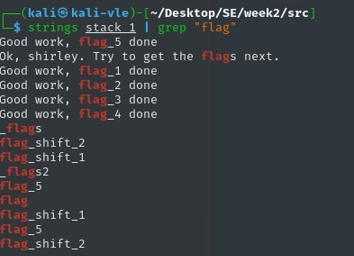 ┌──(kali㉿kali-vle)-[~/Desktop/SE/week2/src]
└─$ strings stack_1 | grep "flag"
Good work, flag_5 done
Ok, shirley. Try to get the flags next.
Good work, flag_1 done
Good work, flag_2 done
Good work, flag_3 done
Good work, flag_4 done
_flags
flag_shift_2
flag_shift_1
_flags2
flag_5
flag
flag_shift_1
flag_5
flag_shift_2